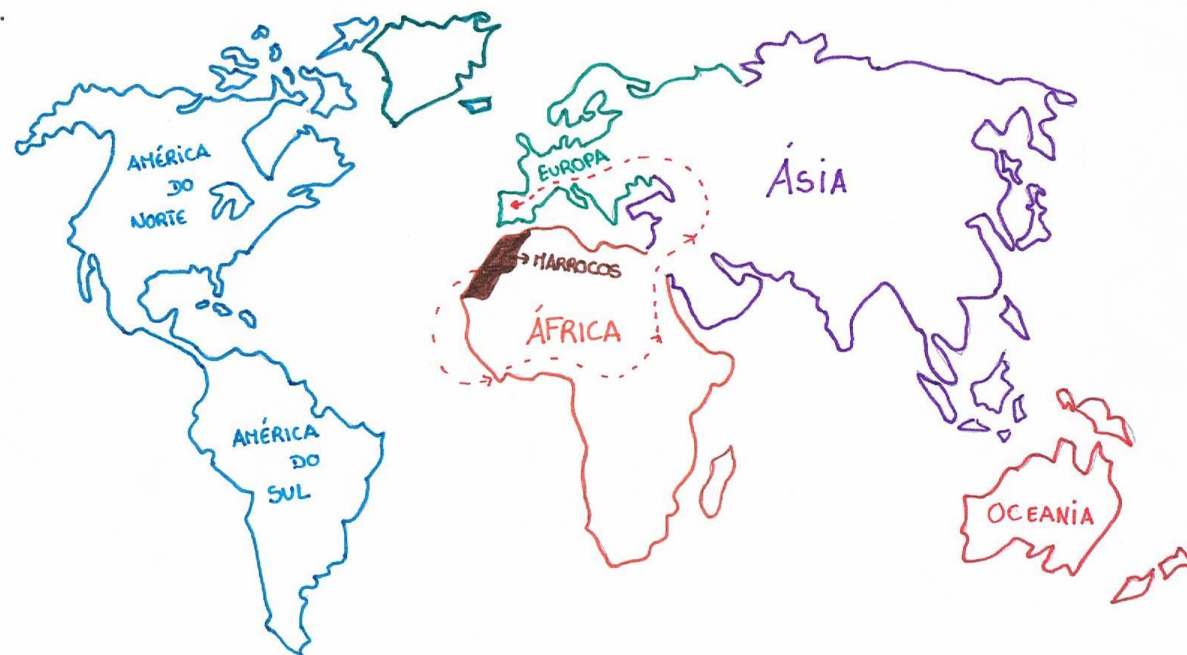 AMÉRICA
DO
NORTE
EUROPA
ÁSIA
MARROCOS
ÁFRICA
AMÉRICA
DO
SUL
OCEANIA